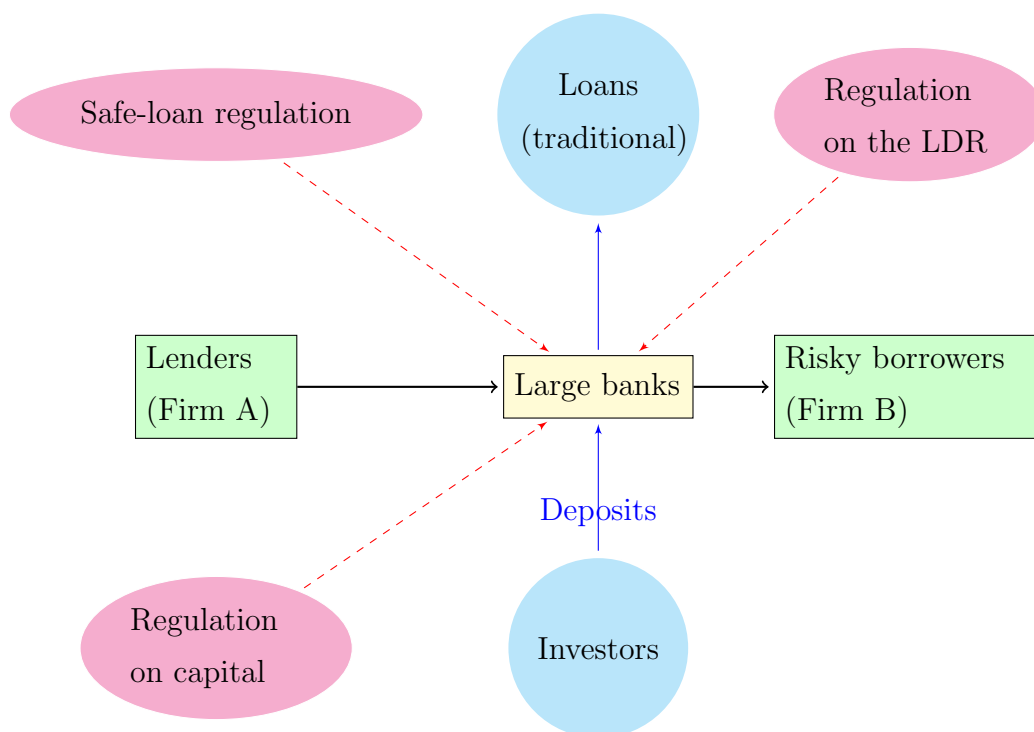 Safe-loan regulation
Loans
(traditional)
Regulation
on the LDR
Lenders
(Firm A)
Large banks
Risky borrowers
(Firm B)
Deposits
Regulation
on capital
Investors